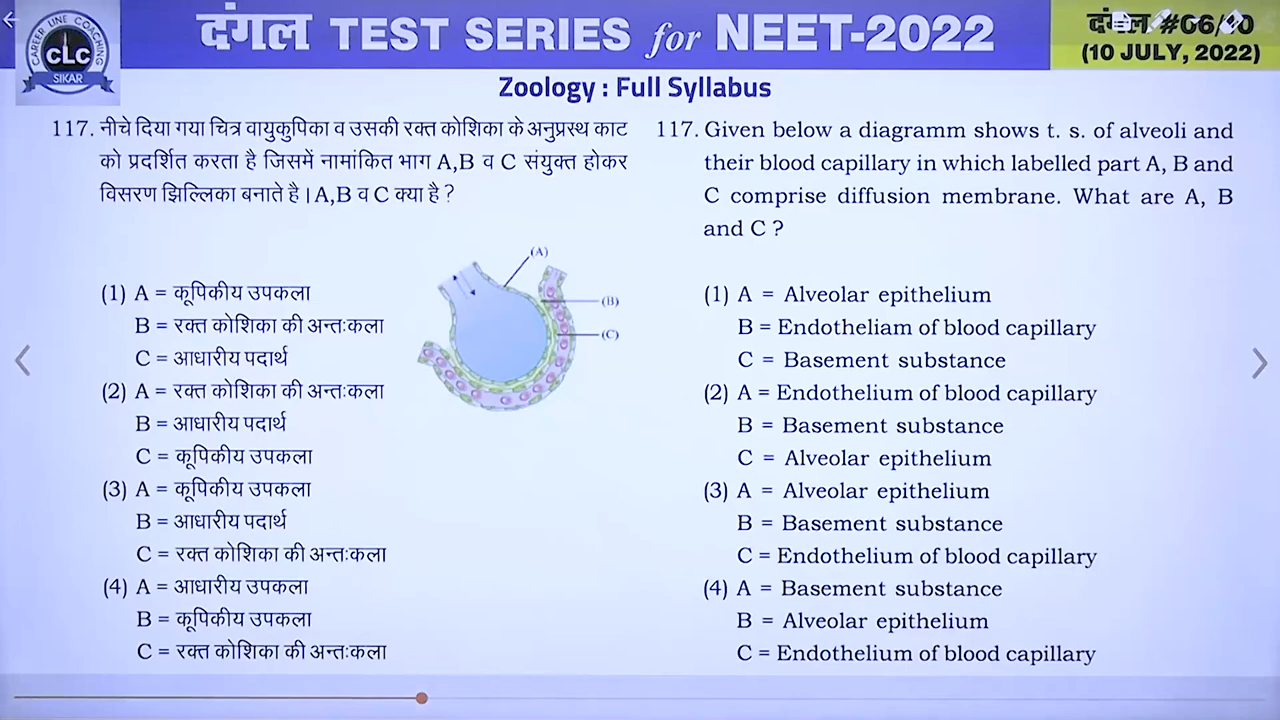 दंगल TEST SERIES for NEET-2022
(10 JULY, 2022)
CAREER LINE COACHING
CLC
SIKAR
Zoology : Full Syllabus
117. नीचे दिया गया चित्र वायुकुपिका व उसकी रक्त कोशिका के अनुप्रस्थ काट
को प्रदर्शित करता है जिसमें नामांकित भाग A,B व C संयुक्त होकर
विसरण झिल्लिका बनाते है। A,B व C क्या है ?
(A)
(B)
(C)
(1) A = कूपिकीय उपकला
B = रक्त कोशिका की अन्तःकला
C = आधारीय पदार्थ
(2) A = रक्त कोशिका की अन्तःकला
B = आधारीय पदार्थ
C = कूपिकीय उपकला
(3) A = कूपिकीय उपकला
B = आधारीय पदार्थ
C = रक्त कोशिका की अन्तःकला
(4) A = आधारीय उपकला
B = कूपिकीय उपकला
C = रक्त कोशिका की अन्तःकला
117. Given below a diagramm shows t. s. of alveoli and
their blood capillary in which labelled part A, B and
C comprise diffusion membrane. What are A, B
and C ?
(1) A = Alveolar epithelium
B = Endotheliam of blood capillary
C = Basement substance
(2) A = Endothelium of blood capillary
B = Basement substance
C = Alveolar epithelium
(3) A = Alveolar epithelium
B = Basement substance
C = Endothelium of blood capillary
(4) A = Basement substance
B = Alveolar epithelium
C = Endothelium of blood capillary